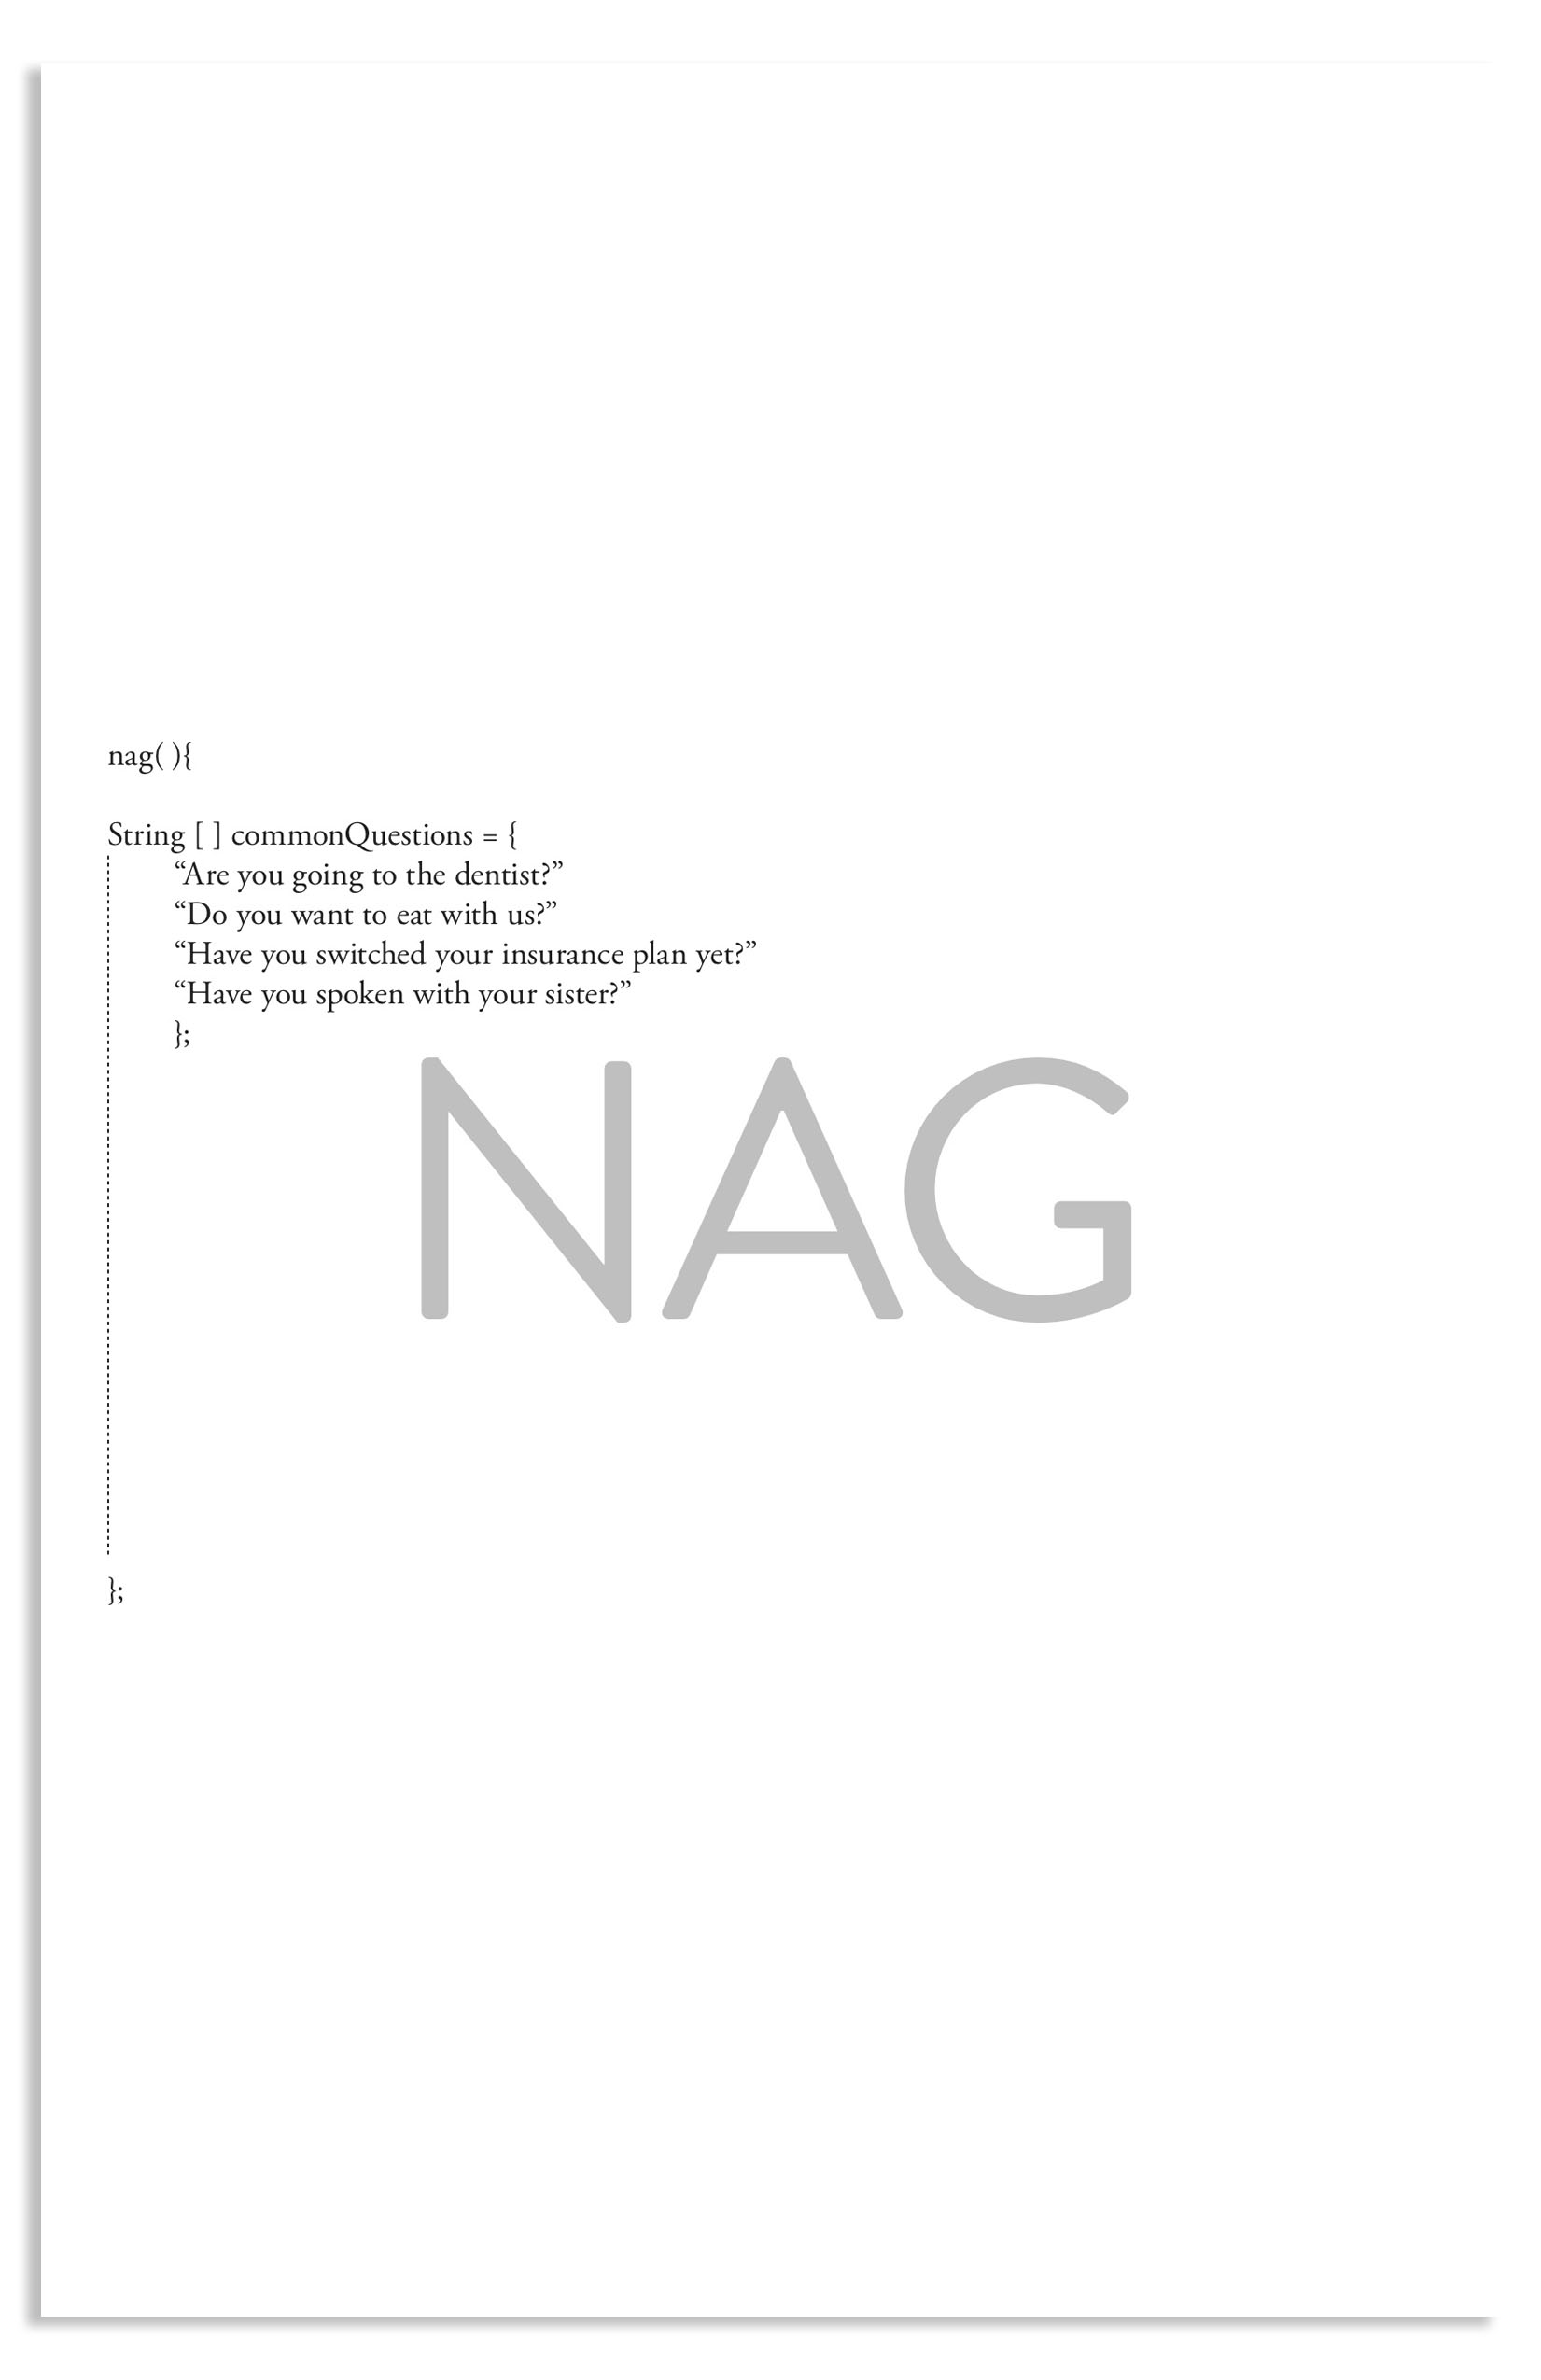 nag( ){
String [ ] commonQuestions = {
“Are you going to the dentist?”
“Do you want to eat with us?”
“Have you switched your insurance plan yet?”
“Have you spoken with your sister?”
};
NAG
};